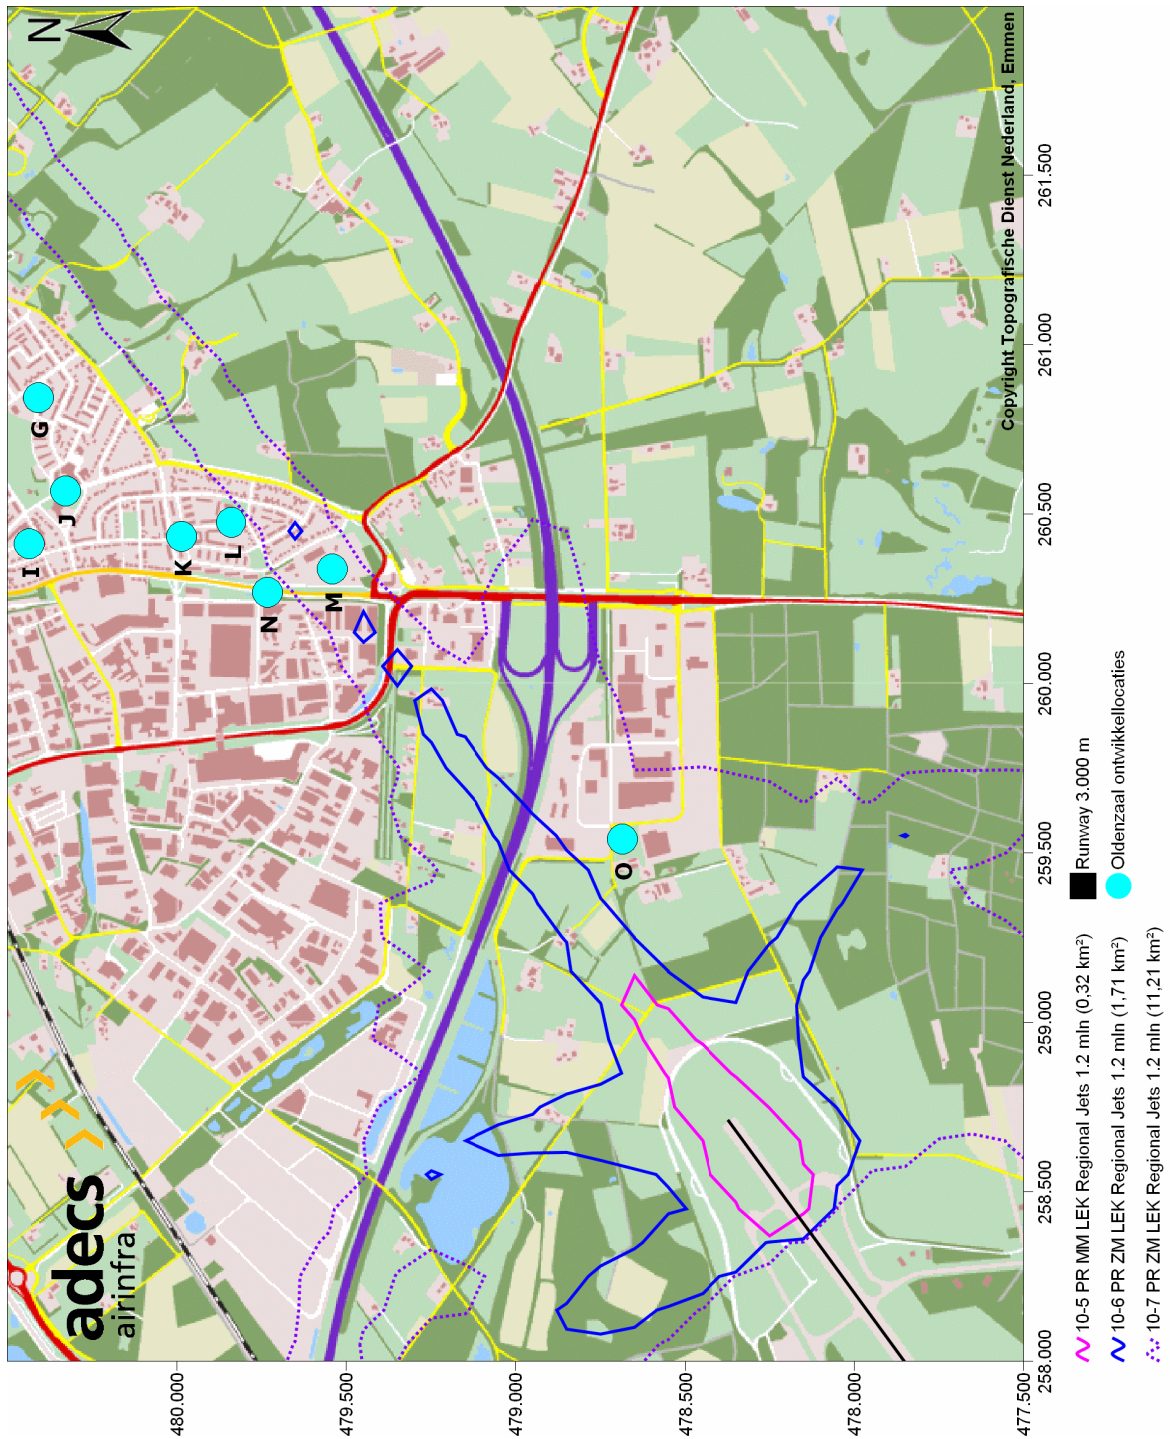 N
adecs
airinfra
I
J
G
K
L
N
M
O
Copyright Topografische Dienst Nederland, Emmen
480.000
479.500
479.000
478.500
478.000
477.500
258.000
258.500
259.000
259.500
260.000
260.500
261.000
261.500
10-5 PR MM LEK Regional Jets 1.2 mln (0,32 km²)
10-6 PR ZM LEK Regional Jets 1.2 mln (1,71 km²)
10-7 PR ZM LEK Regional Jets 1.2 mln (11,21 km²)
Runway 3.000 m
Oldenzaal ontwikkellocaties